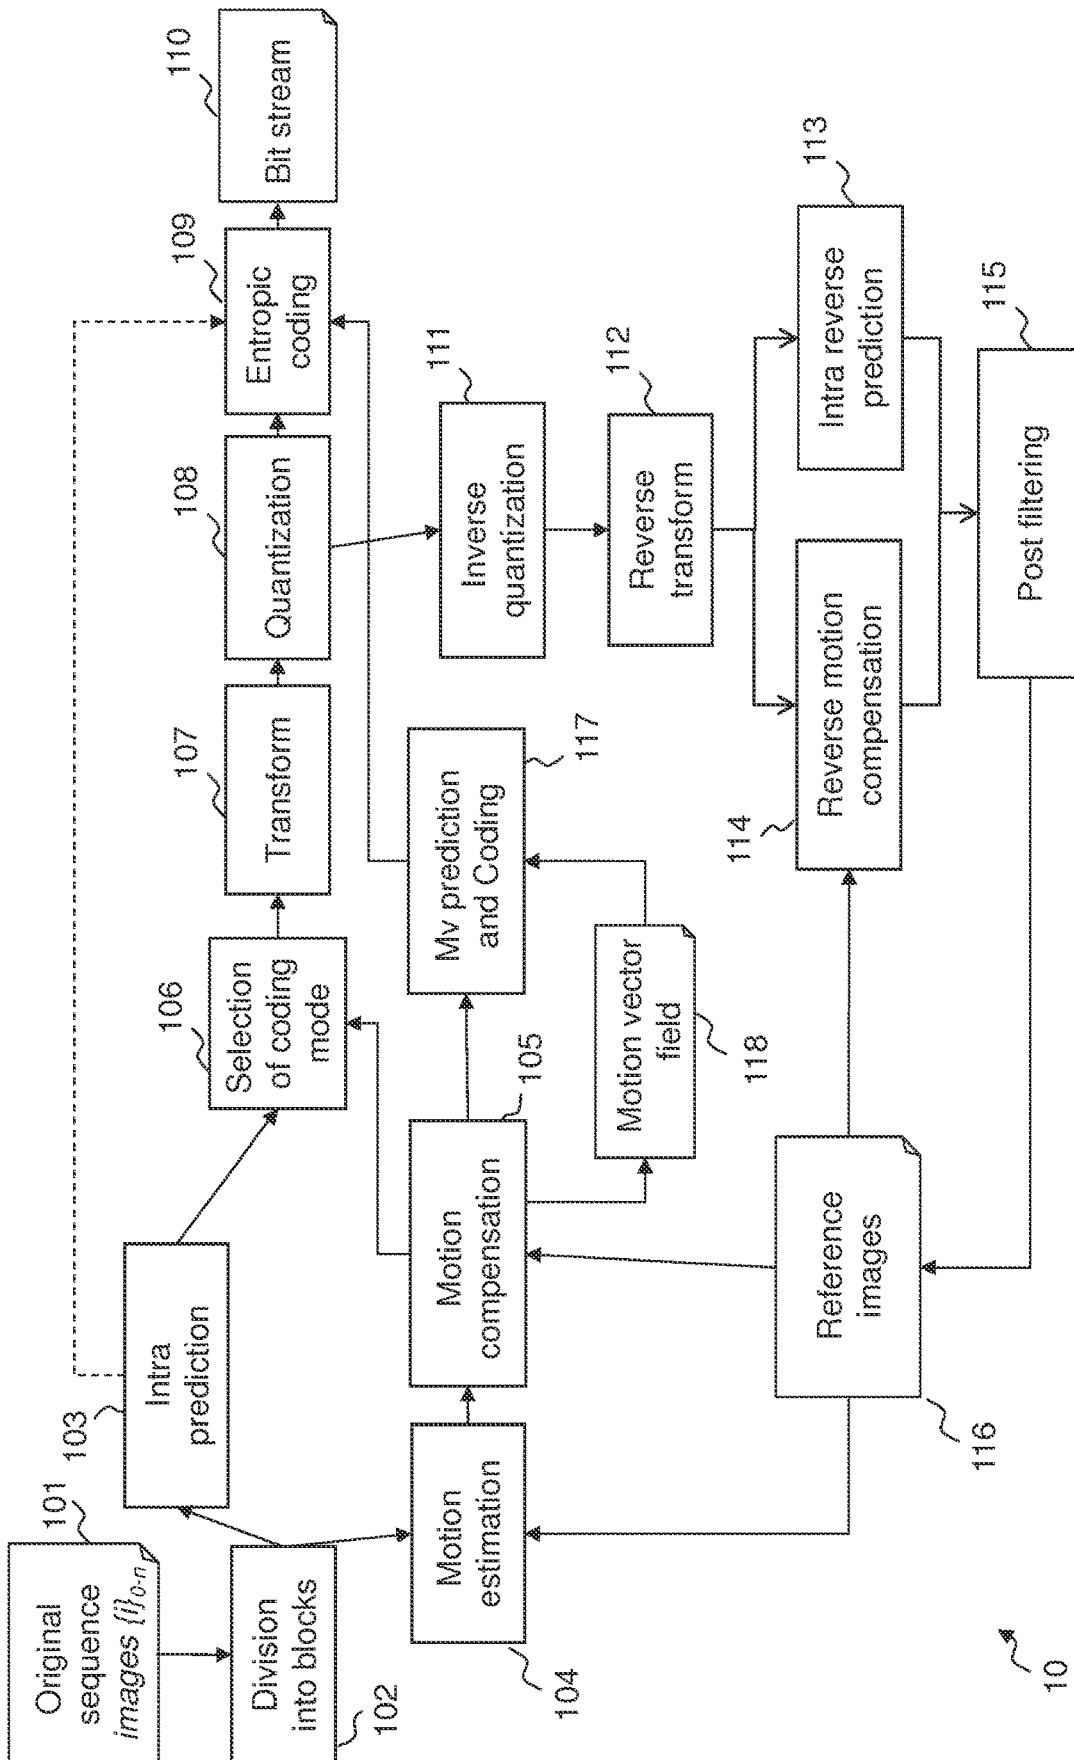 101
Original
sequence
images {I}0-n
Division
into blocks
102
103
Intra
prediction
Motion
estimation
104
Motion
compensation
105
106
Selection
of coding
mode
107
Transform
108
Quantization
109
Entropic
coding
110
Bit stream
Mv prediction
and Coding
117
Motion vector
field
118
111
Inverse
quantization
112
Reverse
transform
113
Intra reverse
prediction
114
Reverse motion
compensation
115
Post filtering
Reference
images
116
10